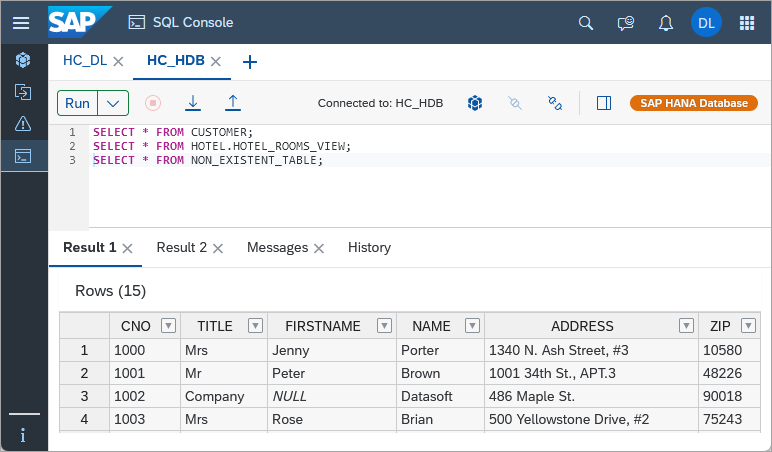 SAP SQL Console DL
HC_DL HC_HDB
Run Connected to: HC_HDB SAP HANA Database
1 SELECT * FROM CUSTOMER;
2 SELECT * FROM HOTEL.HOTEL_ROOMS_VIEW;
3 SELECT * FROM NON_EXISTENT_TABLE;
Result 1 Result 2 Messages History
Rows (15)
CNO TITLE FIRSTNAME NAME ADDRESS ZIP
1 1000 Mrs Jenny Porter 1340 N. Ash Street, #3 10580
2 1001 Mr Peter Brown 1001 34th St., APT.3 48226
3 1002 Company NULL Datasoft 486 Maple St. 90018
4 1003 Mrs Rose Brian 500 Yellowstone Drive, #2 75243